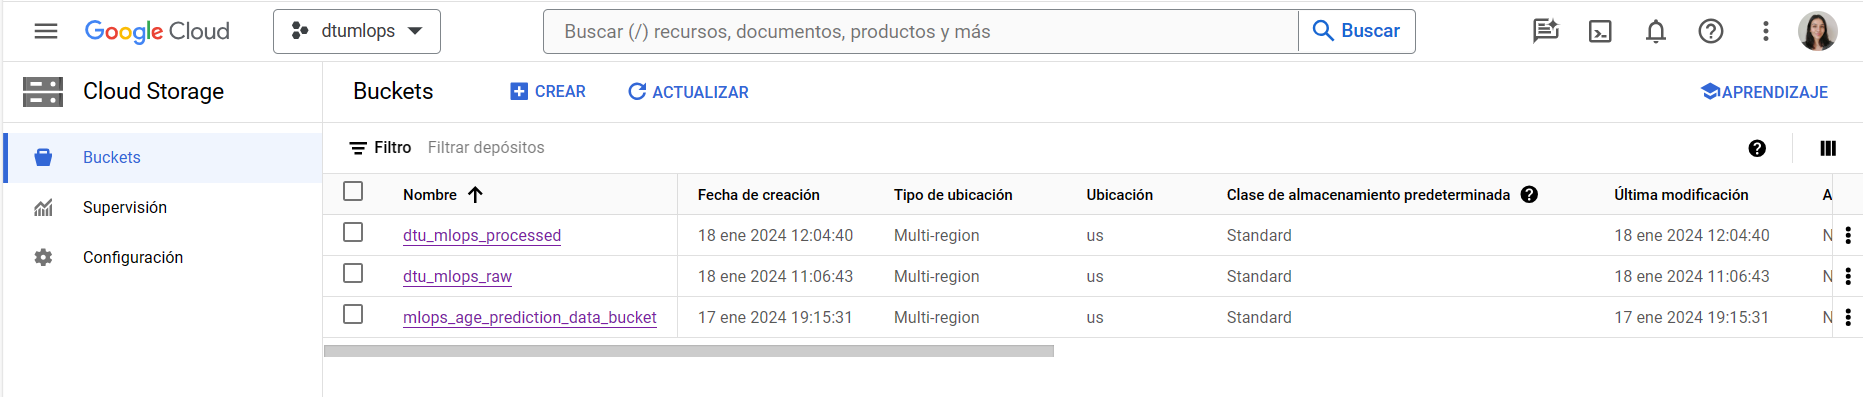 Google Cloud dtumlops Buscar (/) recursos, documentos, productos y más Buscar
Cloud Storage Buckets CREAR ACTUALIZAR APRENDIZAJE
Buckets
Supervisión
Configuración
Filtro Filtrar depósitos
Nombre Fecha de creación Tipo de ubicación Ubicación Clase de almacenamiento predeterminada Última modificación A
dtu_mlops_processed 18 ene 2024 12:04:40 Multi-region us Standard 18 ene 2024 12:04:40 N
dtu_mlops_raw 18 ene 2024 11:06:43 Multi-region us Standard 18 ene 2024 11:06:43 N
mlops_age_prediction_data_bucket 17 ene 2024 19:15:31 Multi-region us Standard 17 ene 2024 19:15:31 N